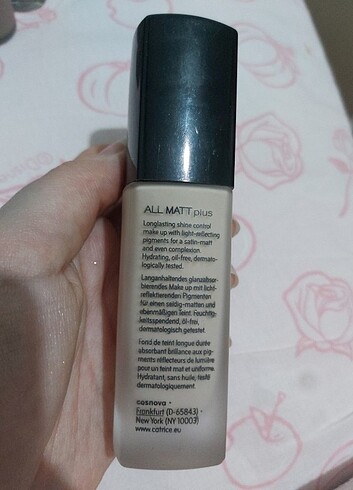 ALL MATT plus
Longlasting shine control
make up with light-reflecting
pigments for a satin-matt
and even complexion.
Hydrating, oil-free, dermato-
logically tested.
Langanhaltendes glanzabsor-
bierendes Make up mit licht-
reflektierenden Pigmenten
für einen seidig-matten und
ebenmäßigen Teint. Feuchtig-
keitsspendend, öl-frei,
dermatologisch getestet.
Fond de teint longue durée
absorbant brilliance aux pig-
ments réflecteurs de lumière
pour un teint mat et uniforme.
Hydratant, sans huile, testé
dermatologiquement.
cosnova •
Frankfurt (D-65843) •
New York (NY 10003)
www.catrice.eu